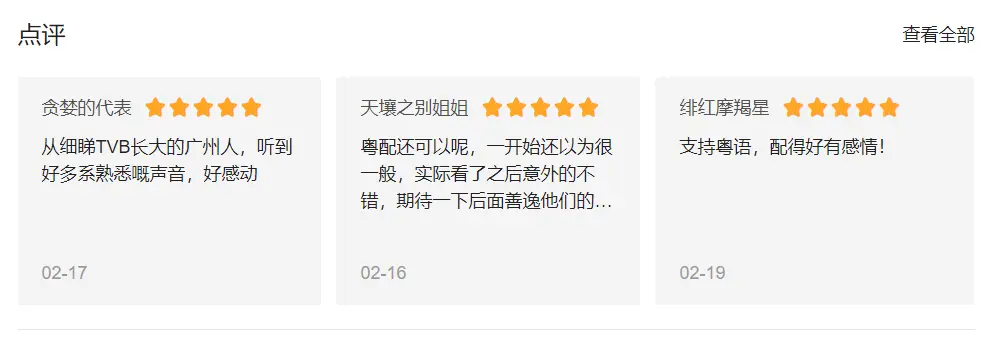 点评
查看全部
贪婪的代表
从细睇TVB长大的广州人，听到
好多系熟悉嘅声音，好感动
02-17
天壤之别姐姐
粤配还可以呢，一开始还以为很
一般，实际看了之后意外的不
错，期待一下后面善逸他们的...
02-16
绯红摩羯星
支持粤语，配得好有感情！
02-19